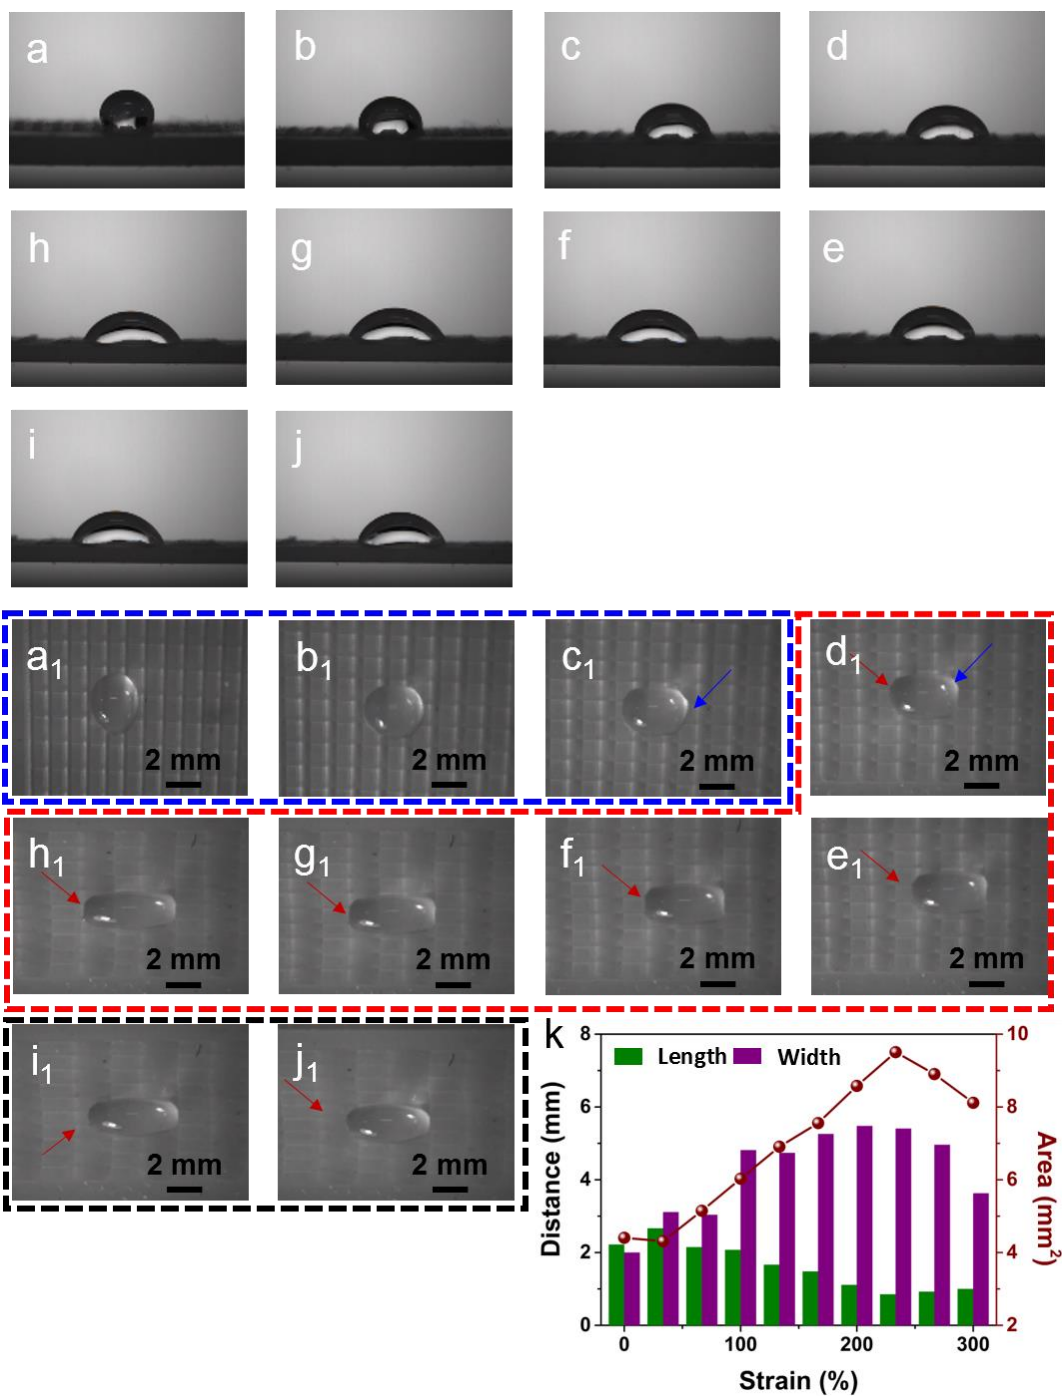 a b c d
h g f e
i j
a1 b1 c1 d1
2 mm 2 mm 2 mm 2 mm
h1 g1 f1 e1
2 mm 2 mm 2 mm 2 mm
i1 j1
2 mm 2 mm
k
Length Width
8
6
4
2
0
Distance (mm)
10
8
6
4
2
Area (mm²)
0 100 200 300
Strain (%)